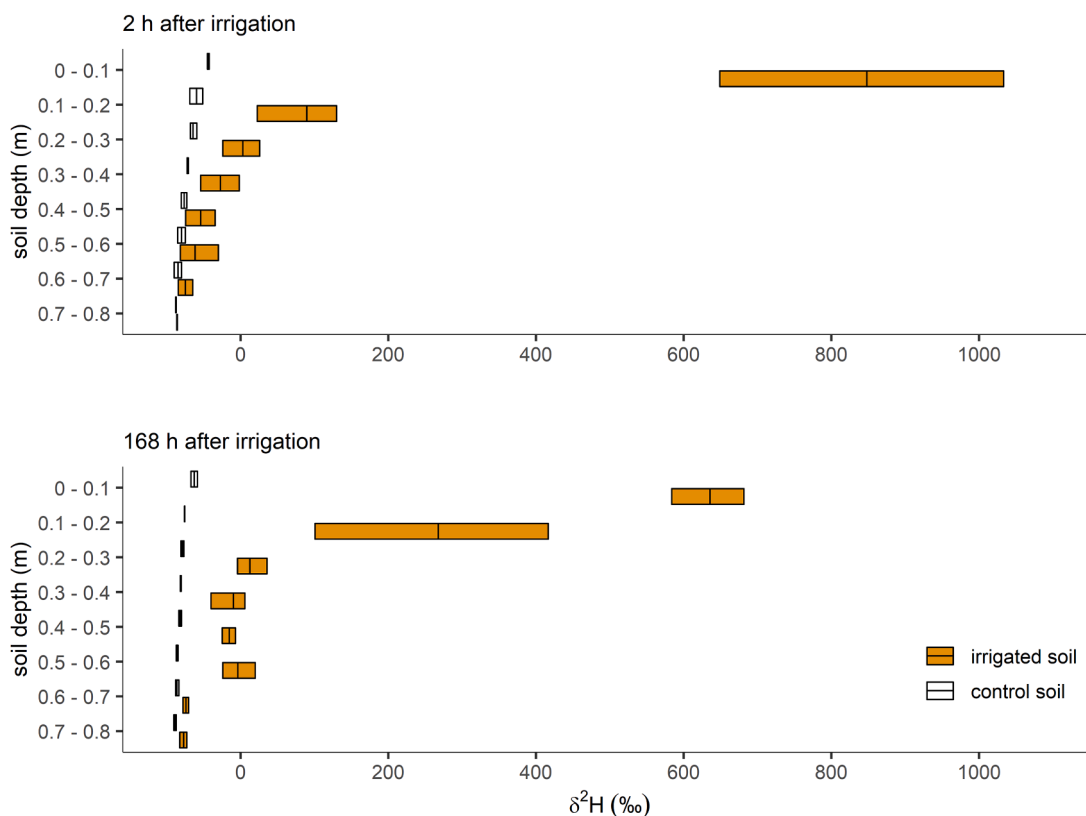 2 h after irrigation
soil depth (m)
0 - 0.1
0.1 - 0.2
0.2 - 0.3
0.3 - 0.4
0.4 - 0.5
0.5 - 0.6
0.6 - 0.7
0.7 - 0.8
0 200 400 600 800 1000
168 h after irrigation
soil depth (m)
0 - 0.1
0.1 - 0.2
0.2 - 0.3
0.3 - 0.4
0.4 - 0.5
0.5 - 0.6
0.6 - 0.7
0.7 - 0.8
irrigated soil
control soil
0 200 400 600 800 1000
δ²H (‰)